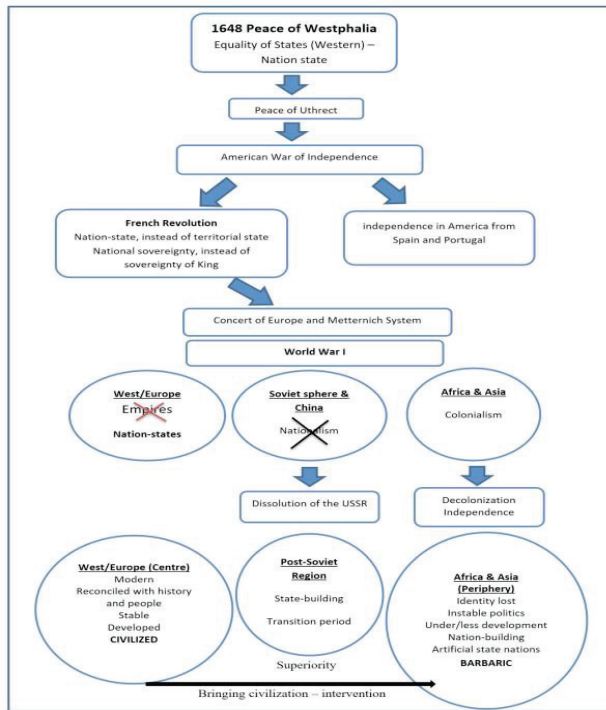 1648 Peace of Westphalia
Equality of States (Western) –
Nation state
Peace of Uthrect
American War of Independence
French Revolution
Nation-state, instead of territorial state
National sovereignty, instead of
sovereignty of King
independence in America from
Spain and Portugal
Concert of Europe and Metternich System
World War I
West/Europe
Empires
Nation-states
Soviet sphere &
China
Nationalism
Africa & Asia
Colonialism
Dissolution of the USSR
Decolonization
Independence
West/Europe (Centre)
Modern
Reconciled with history
and people
Stable
Developed
CIVILIZED
Post-Soviet
Region
State-building
Transition period
Africa & Asia
(Periphery)
Identity lost
Instable politics
Under/less development
Nation-building
Artificial state nations
BARBARIC
Superiority
Bringing civilization – intervention